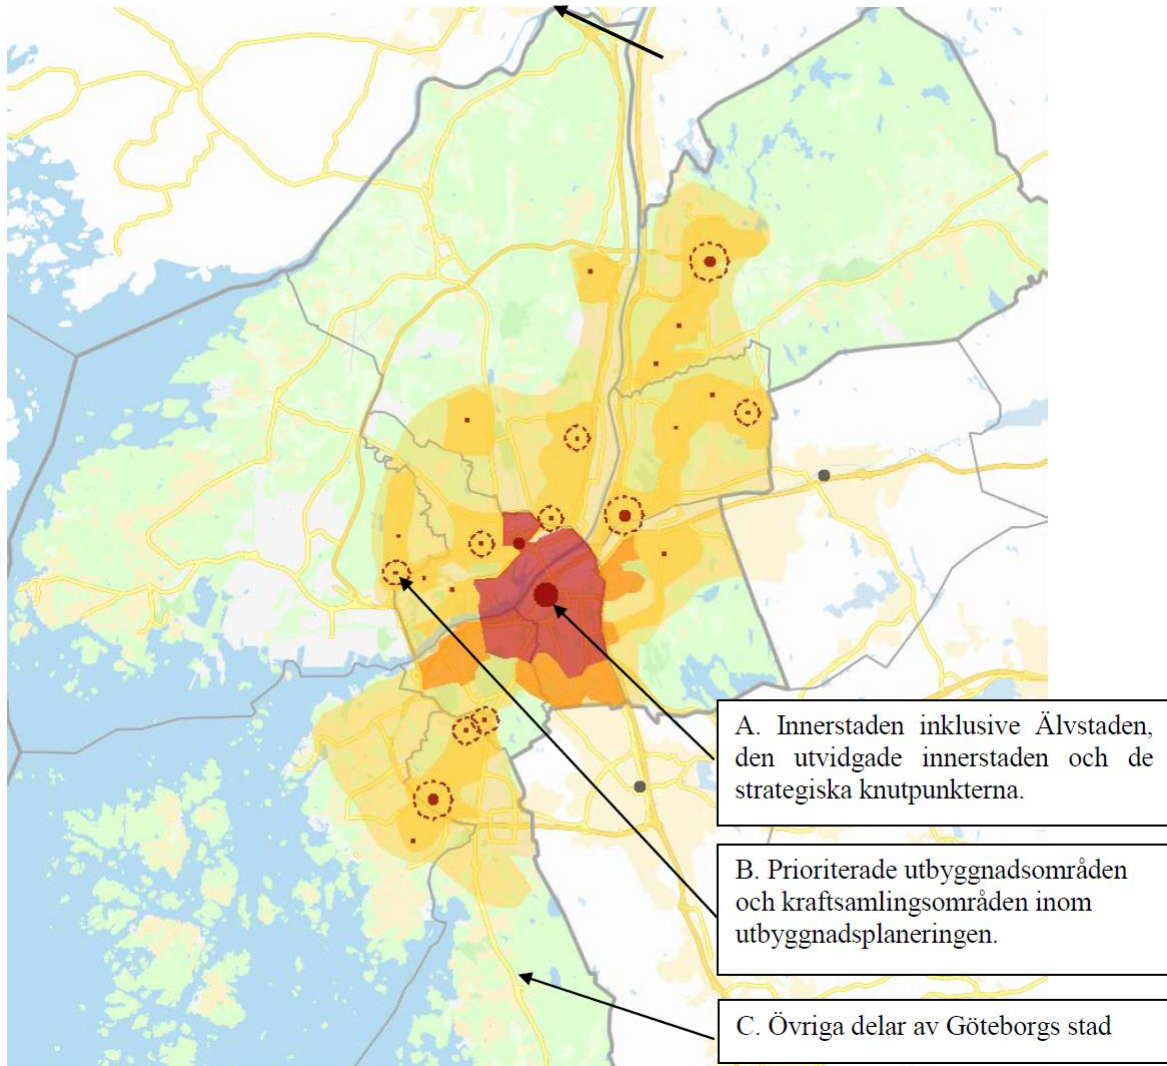 A. Innerstaden inklusive Älvstaden,
den utvidgade innerstaden och de
strategiska knutpunkterna.
B. Prioriterade utbyggnadsområden
och kraftsamlingsområden inom
utbyggnadsplaneringen.
C. Övriga delar av Göteborgs stad